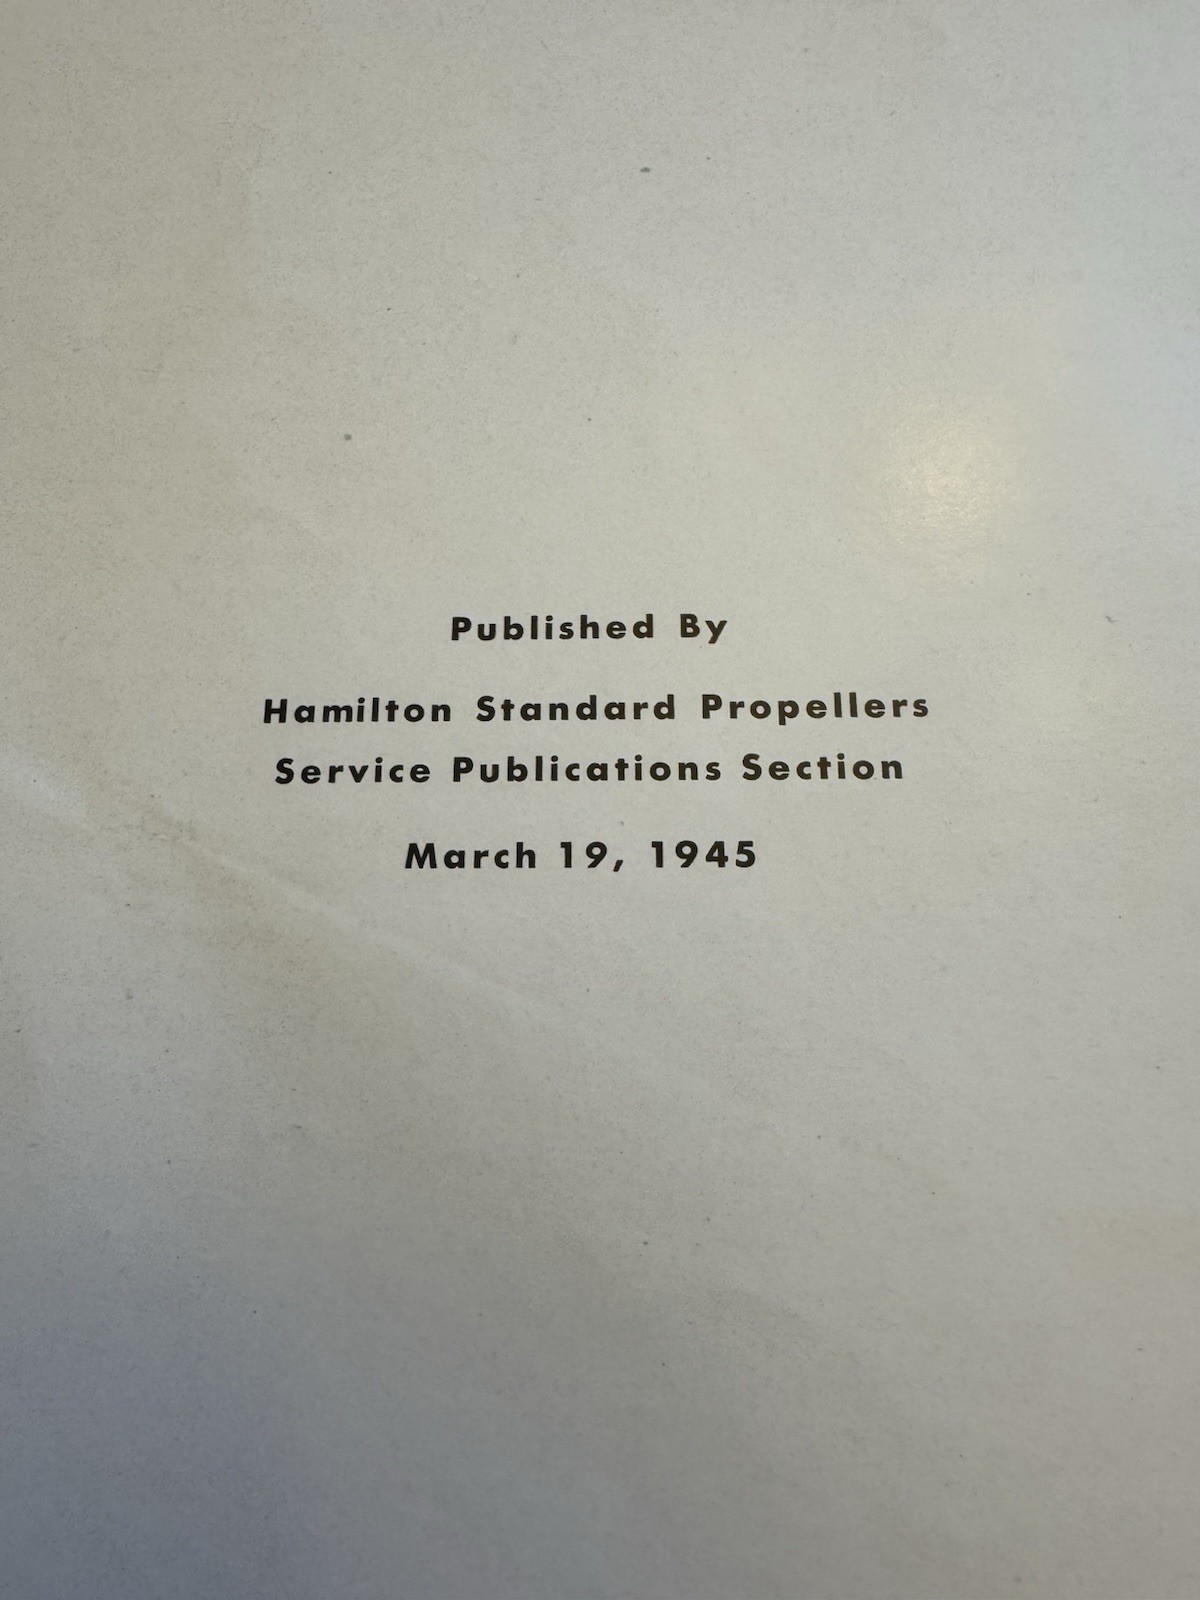 Published By
Hamilton Standard Propellers
Service Publications Section
March 19, 1945